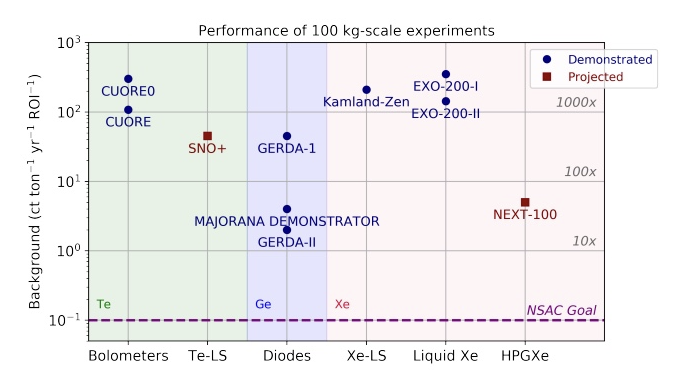 Performance of 100 kg-scale experiments
Background (ct ton⁻¹ yr⁻¹ ROI⁻¹)
10³
10²
10¹
10⁰
10⁻¹
Demonstrated
Projected
CUORE0
CUORE
SNO+
GERDA-1
MAJORANA DEMONSTRATOR
GERDA-II
Kamland-Zen
EXO-200-I
EXO-200-II
NEXT-100
1000x
100x
10x
Te
Ge
Xe
NSAC Goal
Bolometers
Te-LS
Diodes
Xe-LS
Liquid Xe
HPGXe